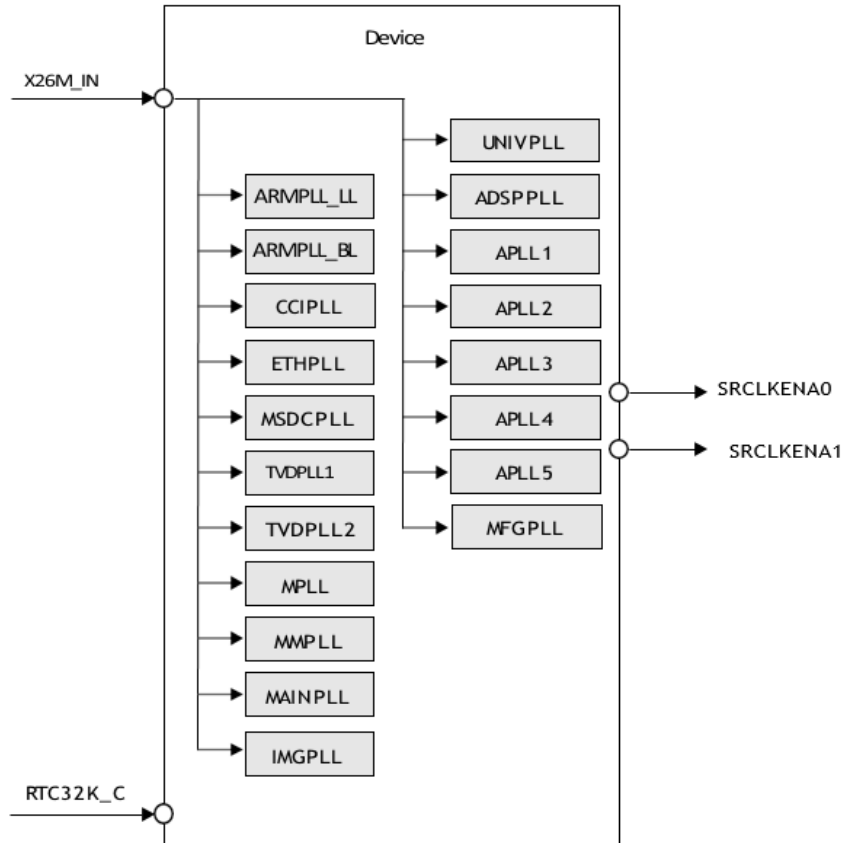 Device
X26M_IN
ARMPLL_LL
ARMPLL_BL
CCIPLL
ETHPLL
MSDCPLL
TVDPLL1
TVDPLL2
MPLL
MMPLL
MAINPLL
IMGPLL
UNIVPLL
ADSPPLL
APLL1
APLL2
APLL3
APLL4
APLL5
MFGPLL
SRCLKENA0
SRCLKENA1
RTC32K_C